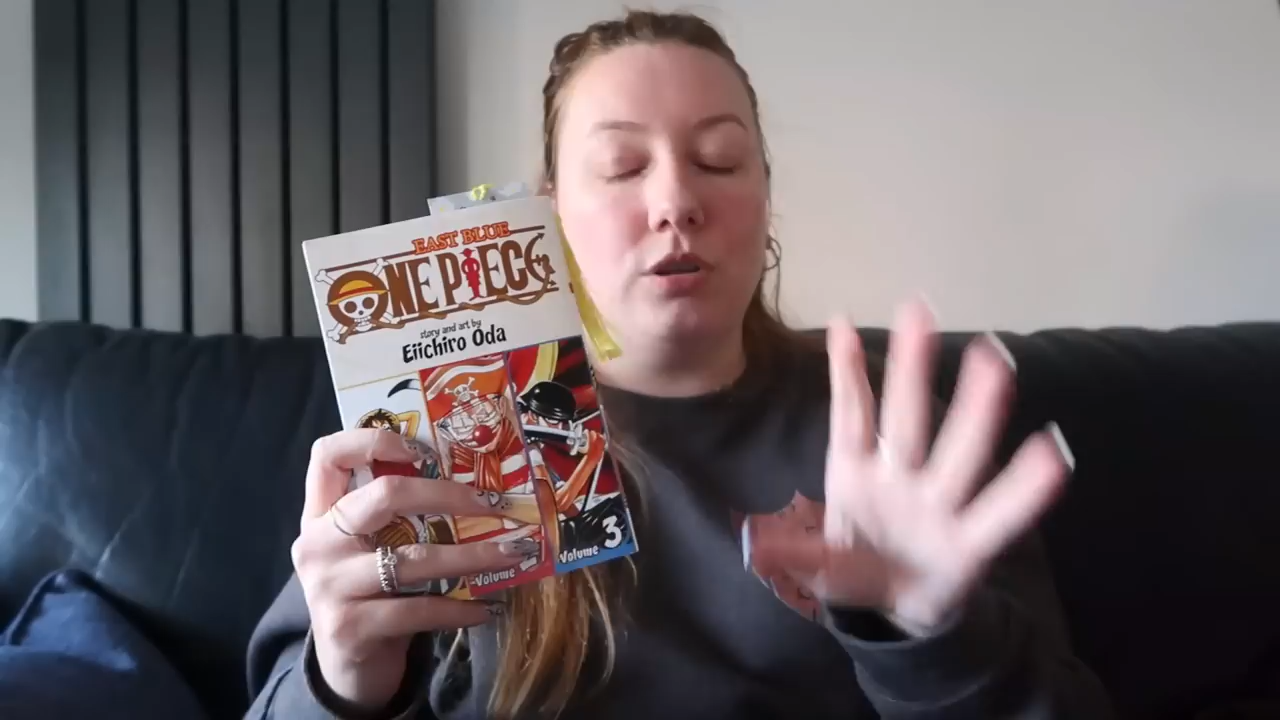 EAST BLUE
ONE PIECE
story and art by
Eiichiro Oda
Volume
Volume 3